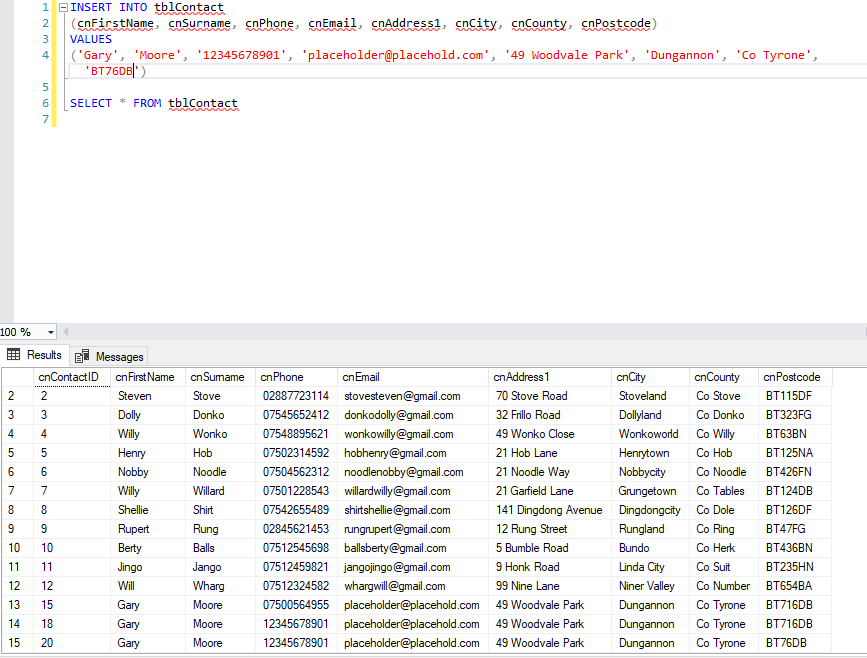 1 INSERT INTO tblContact
2 (cnFirstName, cnSurname, cnPhone, cnEmail, cnAddress1, cnCity, cnCounty, cnPostcode)
3 VALUES
4 ('Gary', 'Moore', '12345678901', 'placeholder@placehold.com', '49 Woodvale Park', 'Dungannon', 'Co Tyrone',
'BT76DB')
5
6 SELECT * FROM tblContact
7
100 %
Results Messages
cnContactID cnFirstName cnSurname cnPhone cnEmail cnAddress1 cnCity cnCounty cnPostcode
2 2 Steven Stove 02887723114 stovesteven@gmail.com 70 Stove Road Stoveland Co Stove BT115DF
3 3 Dolly Donko 07545652412 donkodolly@gmail.com 32 Frillo Road Dollyland Co Donko BT323FG
4 4 Willy Wonko 07548895621 wonkowilly@gmail.com 49 Wonko Close Wonkoworld Co Willy BT63BN
5 5 Henry Hob 07502314592 hobhenry@gmail.com 21 Hob Lane Henrytown Co Hob BT125NA
6 6 Nobby Noodle 07504562312 noodlenobby@gmail.com 21 Noodle Way Nobbycity Co Noodle BT426FN
7 7 Willy Willard 07501228543 willardwilly@gmail.com 21 Garfield Lane Grungetown Co Tables BT124DB
8 8 Shellie Shirt 07542655489 shirtshellie@gmail.com 141 Dingdong Avenue Dingdongcity Co Dole BT126DF
9 9 Rupert Rung 02845621453 rungrupert@gmail.com 12 Rung Street Rungland Co Ring BT47FG
10 10 Berty Balls 07512545698 ballsberty@gmail.com 5 Bumble Road Bundo Co Herk BT436BN
11 11 Jingo Jango 07512459821 jangojingo@gmail.com 9 Honk Road Linda City Co Suit BT235HN
12 12 Will Wharg 07512324582 whargwill@gmail.com 99 Nine Lane Niner Valley Co Number BT654BA
13 15 Gary Moore 07500564955 placeholder@placehold.com 49 Woodvale Park Dungannon Co Tyrone BT716DB
14 18 Gary Moore 12345678901 placeholder@placehold.com 49 Woodvale Park Dungannon Co Tyrone BT716DB
15 20 Gary Moore 12345678901 placeholder@placehold.com 49 Woodvale Park Dungannon Co Tyrone BT76DB